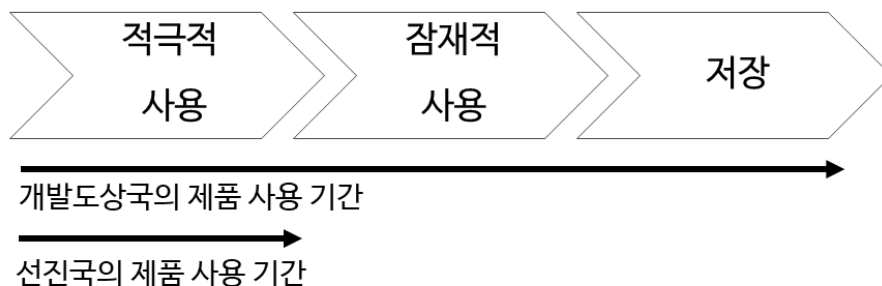 적극적
사용
잠재적
사용
저장
개발도상국의 제품 사용 기간
선진국의 제품 사용 기간